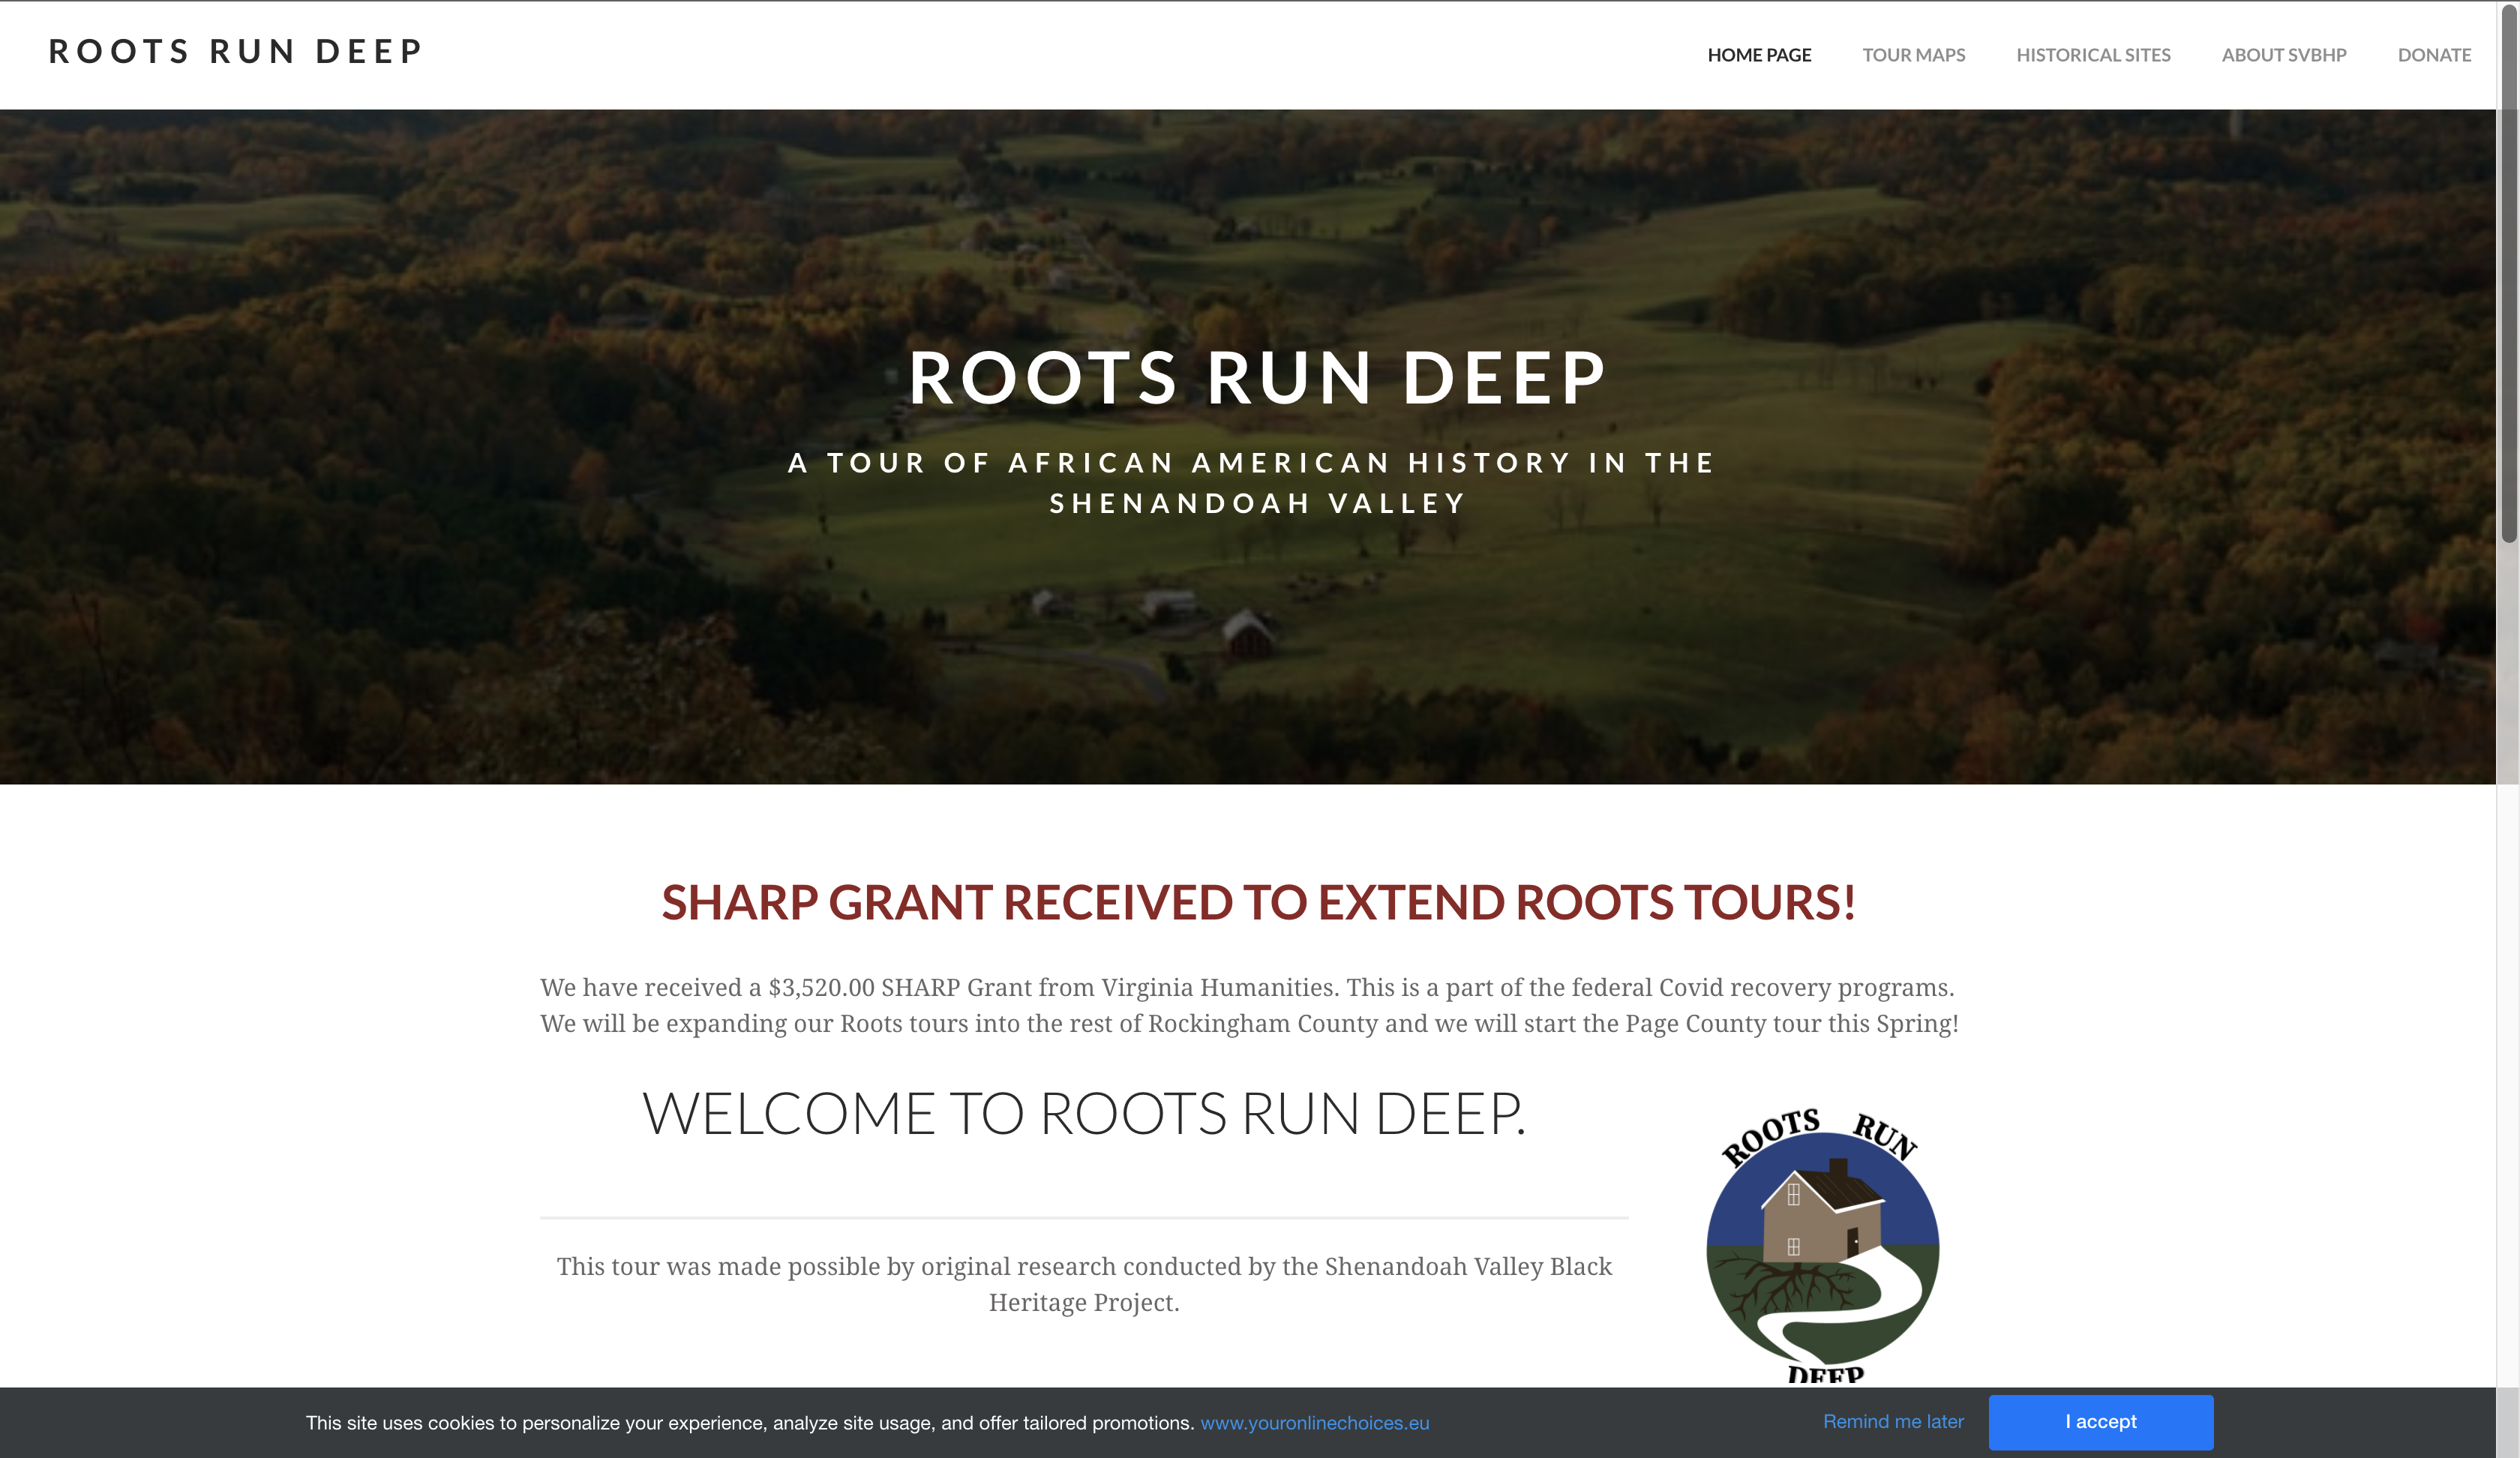 ROOTS RUN DEEP
HOME PAGE
TOUR MAPS
HISTORICAL SITES
ABOUT SVBHP
DONATE
ROOTS RUN DEEP
A TOUR OF AFRICAN AMERICAN HISTORY IN THE
SHENANDOAH VALLEY
SHARP GRANT RECEIVED TO EXTEND ROOTS TOURS!
We have received a $3,520.00 SHARP Grant from Virginia Humanities. This is a part of the federal Covid recovery programs.
We will be expanding our Roots tours into the rest of Rockingham County and we will start the Page County tour this Spring!
WELCOME TO ROOTS RUN DEEP.
This tour was made possible by original research conducted by the Shenandoah Valley Black
Heritage Project.
ROOTS RUN
DEEP
This site uses cookies to personalize your experience, analyze site usage, and offer tailored promotions. www.youronlinechoices.eu
Remind me later
I accept